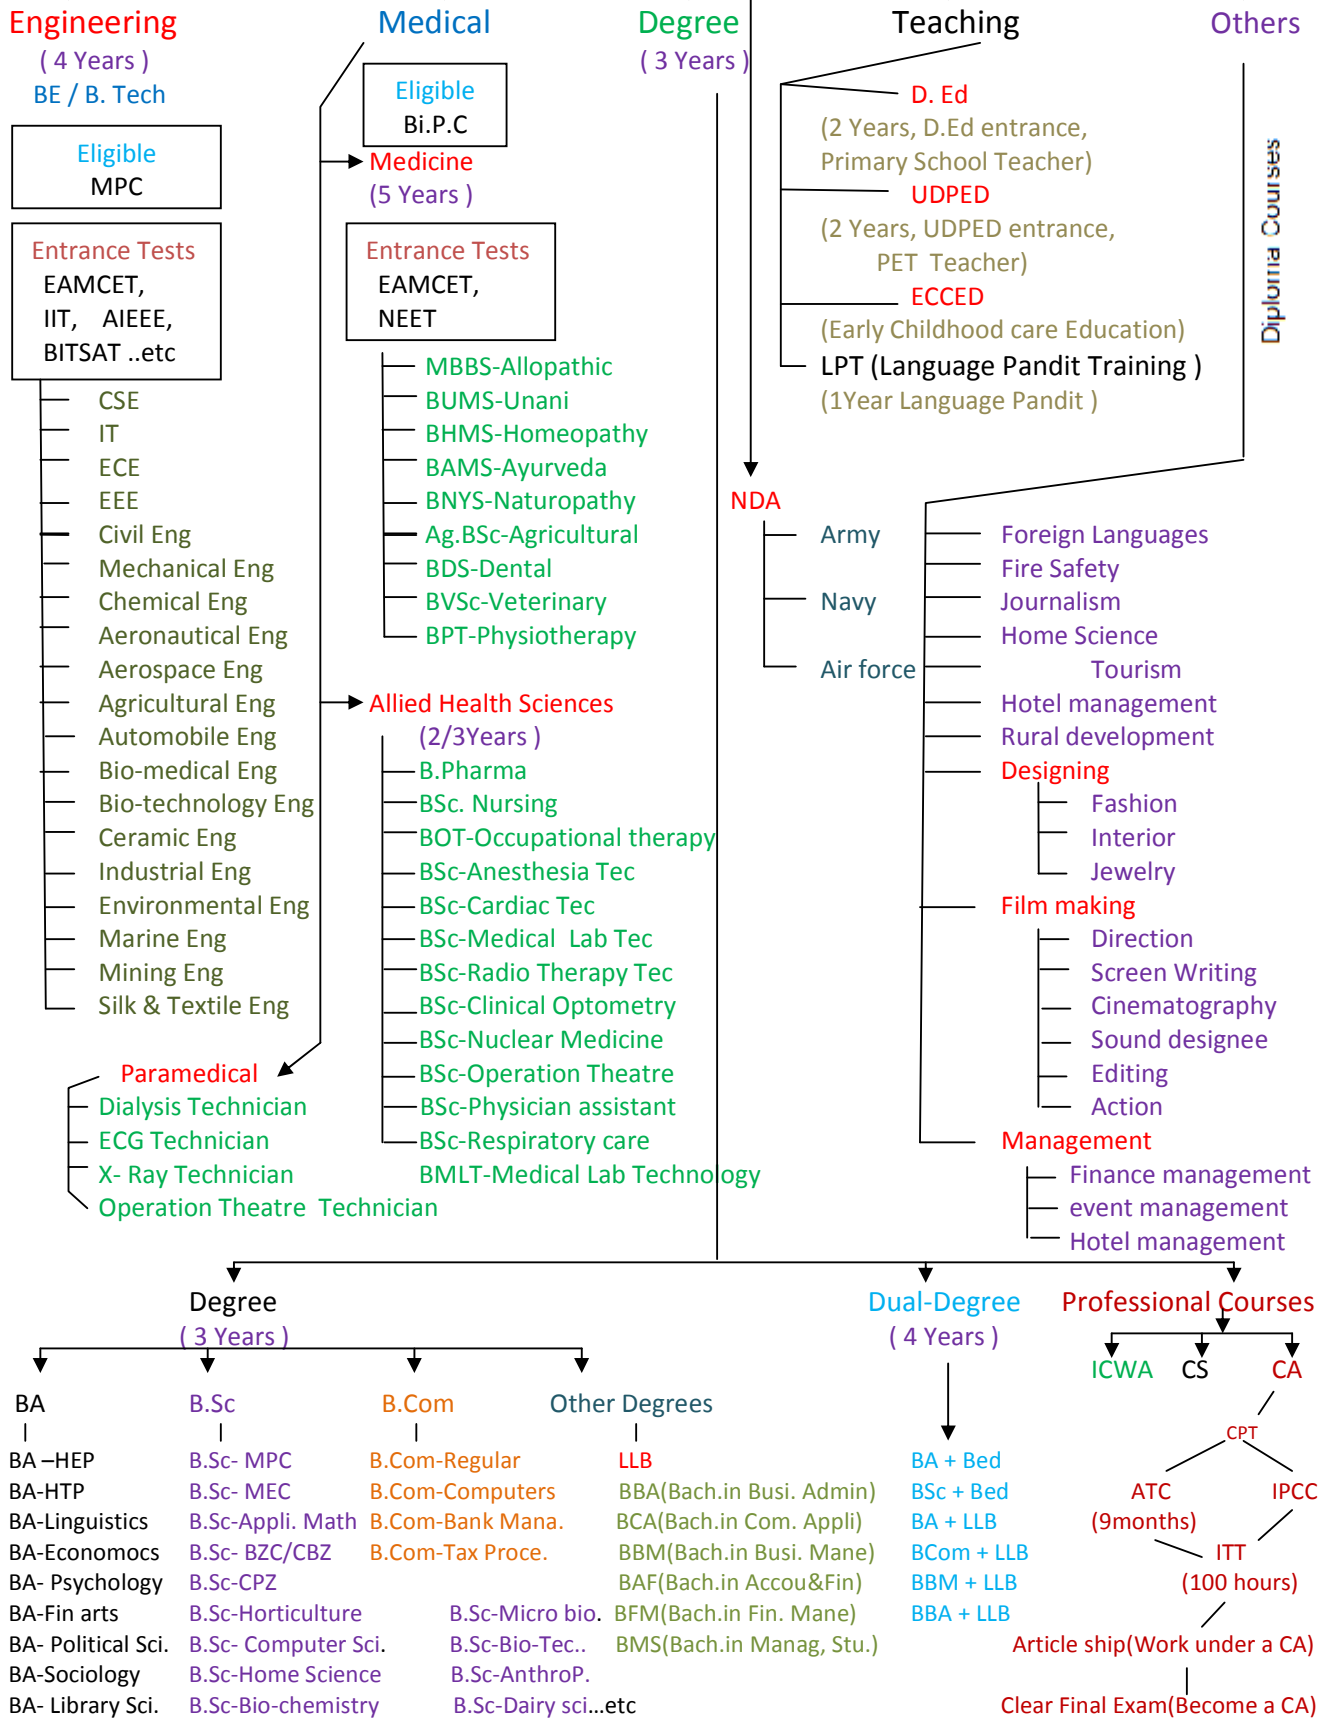 Engineering
( 4 Years )
BE / B. Tech
Eligible
MPC
Entrance Tests
EAMCET,
IIT, AIEEE,
BITSAT ..etc
CSE
IT
ECE
EEE
Civil Eng
Mechanical Eng
Chemical Eng
Aeronautical Eng
Aerospace Eng
Agricultural Eng
Automobile Eng
Bio-medical Eng
Bio-technology Eng
Ceramic Eng
Industrial Eng
Environmental Eng
Marine Eng
Mining Eng
Silk & Textile Eng
Medical
Eligible
Bi.P.C
Medicine
(5 Years )
Entrance Tests
EAMCET,
NEET
MBBS-Allopathic
BUMS-Unani
BHMS-Homeopathy
BAMS-Ayurveda
BNYS-Naturopathy
Ag.BSc-Agricultural
BDS-Dental
BVSc-Veterinary
BPT-Physiotherapy
Allied Health Sciences
(2/3Years )
B.Pharma
BSc. Nursing
BOT-Occupational therapy
BSc-Anesthesia Tec
BSc-Cardiac Tec
BSc-Medical Lab Tec
BSc-Radio Therapy Tec
BSc-Clinical Optometry
BSc-Nuclear Medicine
BSc-Operation Theatre
BSc-Physician assistant
BSc-Respiratory care
BMLT-Medical Lab Technology
Paramedical
Dialysis Technician
ECG Technician
X- Ray Technician
Operation Theatre Technician
Degree
( 3 Years )
NDA
Army
Navy
Air force
Teaching
D. Ed
(2 Years, D.Ed entrance,
Primary School Teacher)
UDPED
(2 Years, UDPED entrance,
PET Teacher)
ECCED
(Early Childhood care Education)
LPT (Language Pandit Training )
(1Year Language Pandit )
Others
Diploma Courses
Foreign Languages
Fire Safety
Journalism
Home Science
Tourism
Hotel management
Rural development
Designing
Fashion
Interior
Jewelry
Film making
Direction
Screen Writing
Cinematography
Sound designee
Editing
Action
Management
Finance management
event management
Hotel management
Degree
( 3 Years )
BA
BA –HEP
BA-HTP
BA-Linguistics
BA-Economocs
BA- Psychology
BA-Fin arts
BA- Political Sci.
BA-Sociology
BA- Library Sci.
B.Sc
B.Sc- MPC
B.Sc- MEC
B.Sc-Appli. Math
B.Sc- BZC/CBZ
B.Sc-CPZ
B.Sc-Horticulture
B.Sc- Computer Sci.
B.Sc-Home Science
B.Sc-Bio-chemistry
B.Sc-Micro bio.
B.Sc-Bio-Tec..
B.Sc-AnthroP.
B.Sc-Dairy sci...etc
B.Com
B.Com-Regular
B.Com-Computers
B.Com-Bank Mana.
B.Com-Tax Proce.
Other Degrees
LLB
BBA(Bach.in Busi. Admin)
BCA(Bach.in Com. Appli)
BBM(Bach.in Busi. Mane)
BAF(Bach.in Accou&Fin)
BFM(Bach.in Fin. Mane)
BMS(Bach.in Manag, Stu.)
Dual-Degree
( 4 Years )
BA + Bed
BSc + Bed
BA + LLB
BCom + LLB
BBM + LLB
BBA + LLB
Professional Courses
ICWA CS CA
CPT
ATC IPCC
(9months)
ITT
(100 hours)
Article ship(Work under a CA)
Clear Final Exam(Become a CA)